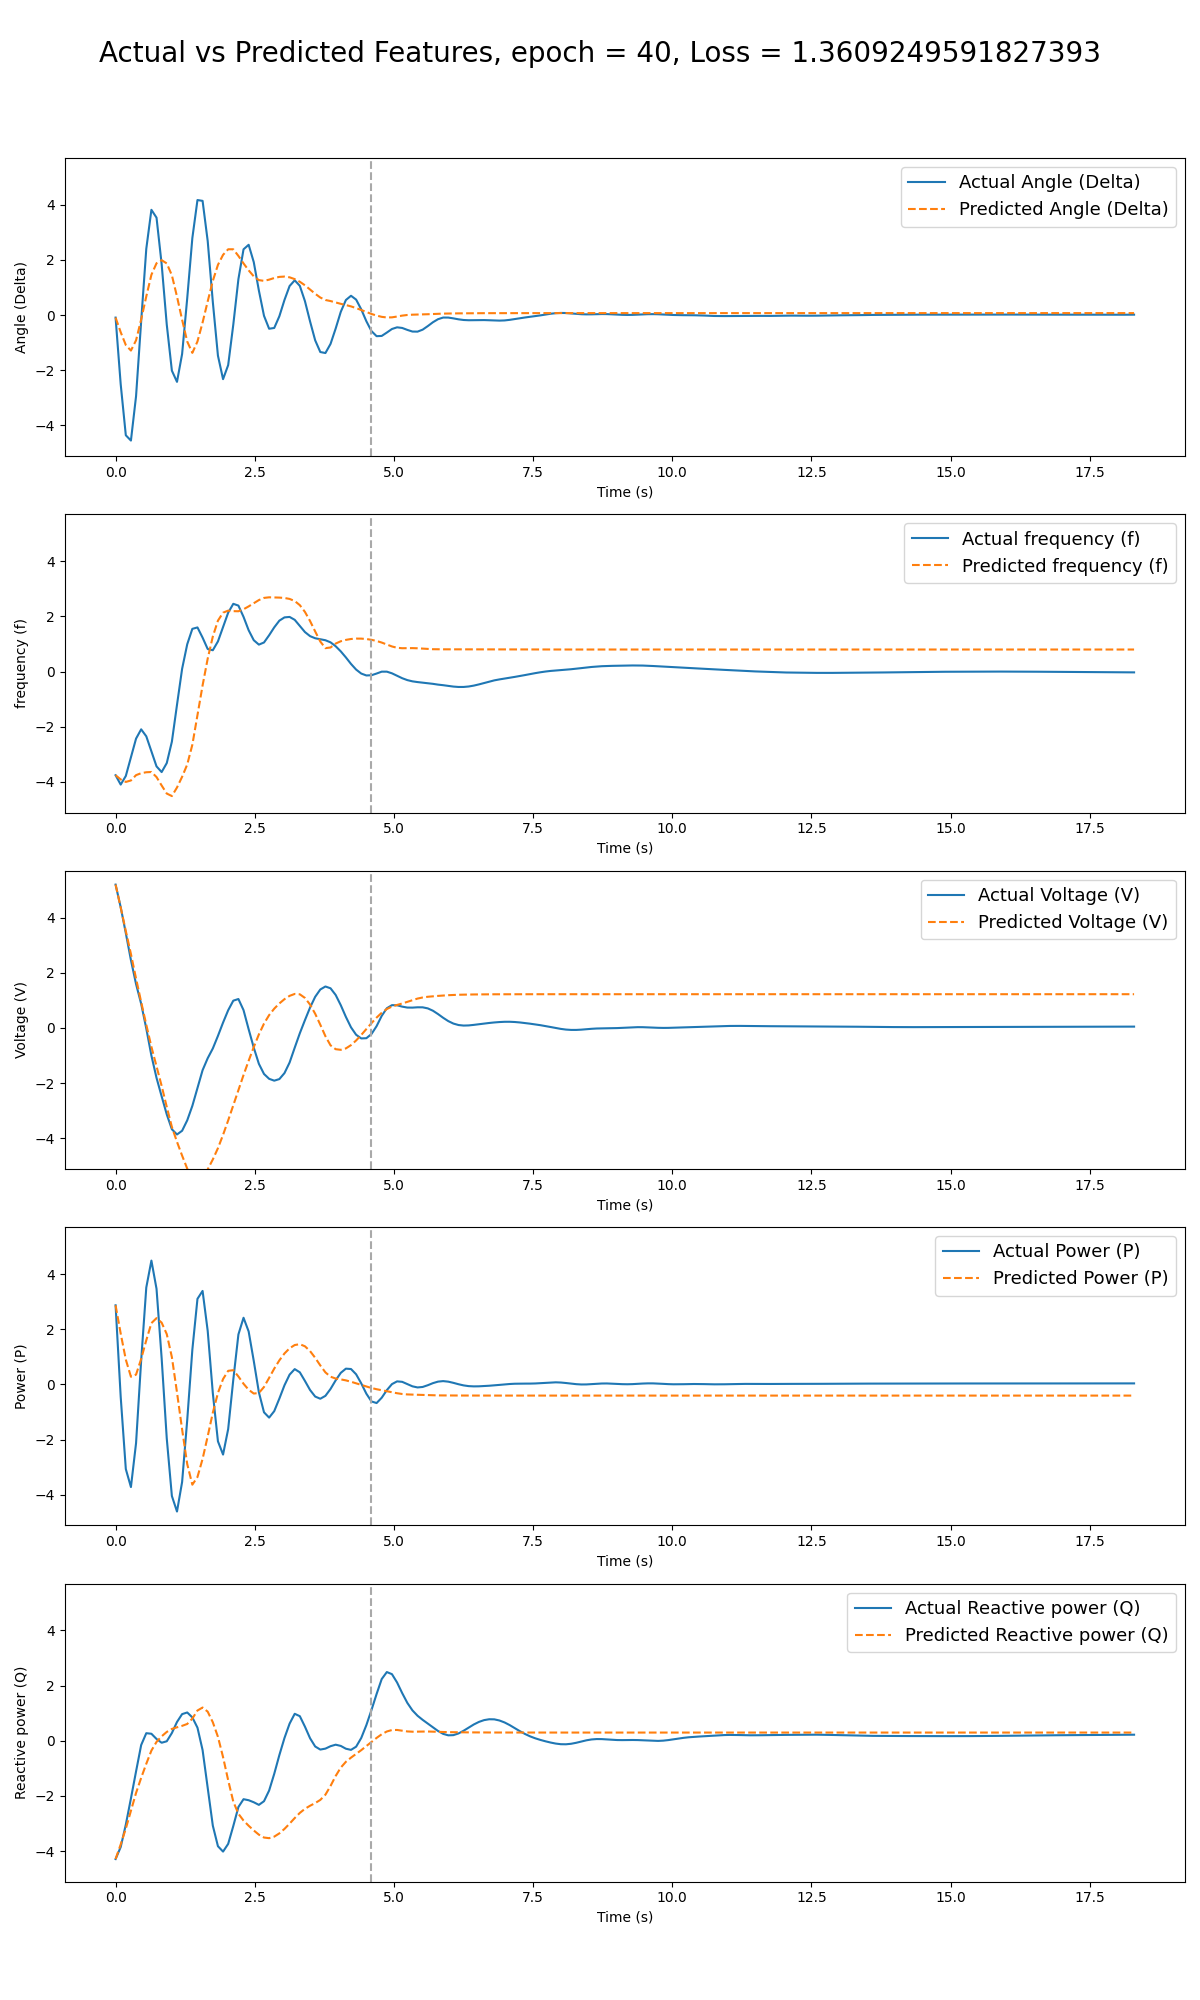 Actual vs Predicted Features, epoch = 40, Loss = 1.3609249591827393
Actual Angle (Delta)
Predicted Angle (Delta)
Angle (Delta)
4
2
0
−2
−4
0.0 2.5 5.0 7.5 10.0 12.5 15.0 17.5
Time (s)
Actual frequency (f)
Predicted frequency (f)
frequency (f)
4
2
0
−2
−4
0.0 2.5 5.0 7.5 10.0 12.5 15.0 17.5
Time (s)
Actual Voltage (V)
Predicted Voltage (V)
Voltage (V)
4
2
0
−2
−4
0.0 2.5 5.0 7.5 10.0 12.5 15.0 17.5
Time (s)
Actual Power (P)
Predicted Power (P)
Power (P)
4
2
0
−2
−4
0.0 2.5 5.0 7.5 10.0 12.5 15.0 17.5
Time (s)
Actual Reactive power (Q)
Predicted Reactive power (Q)
Reactive power (Q)
4
2
0
−2
−4
0.0 2.5 5.0 7.5 10.0 12.5 15.0 17.5
Time (s)